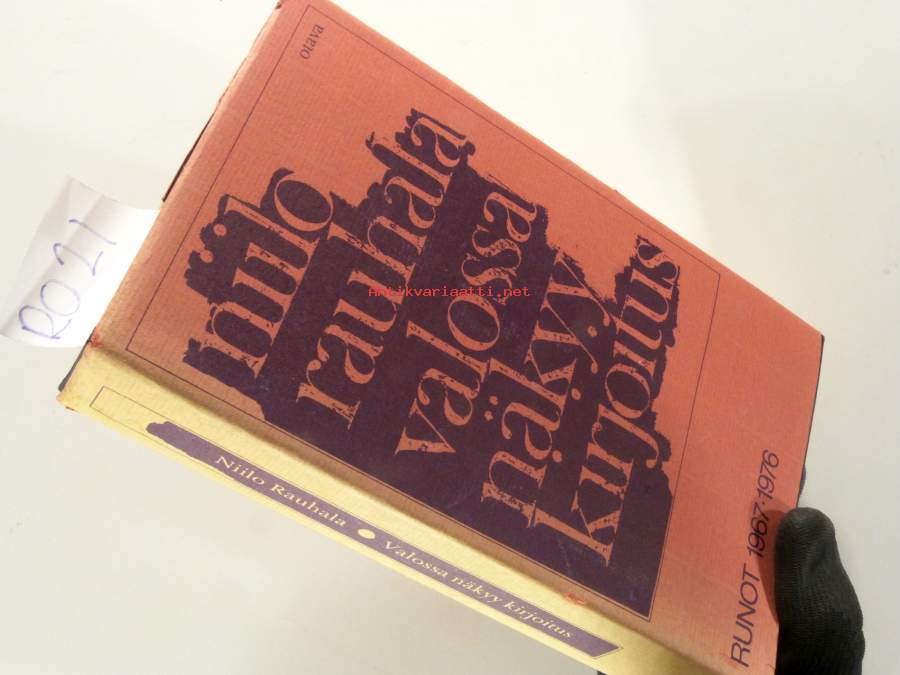 otava
niilo
rauhala
valossa
näkyy
kirjoitus
RUNOT 1967-1976
Niilo Rauhala • Valossa näkyy kirjoitus
RO 21
Antikvariaatti.net